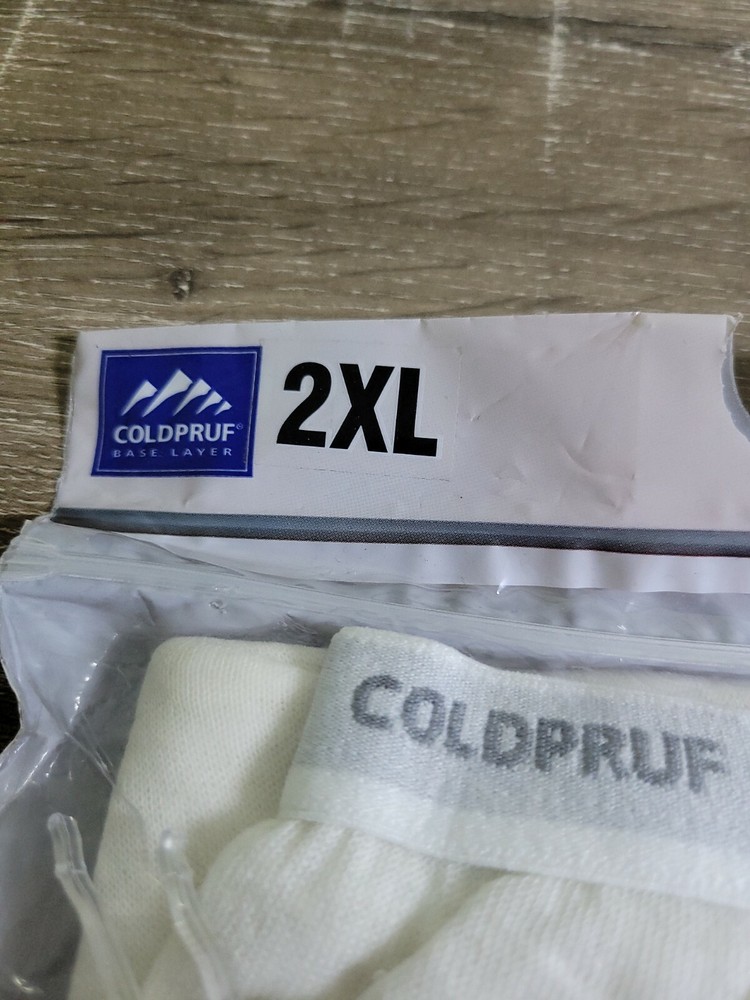 COLDPRUF®
BASE LAYER
2XL
COLDPRUF